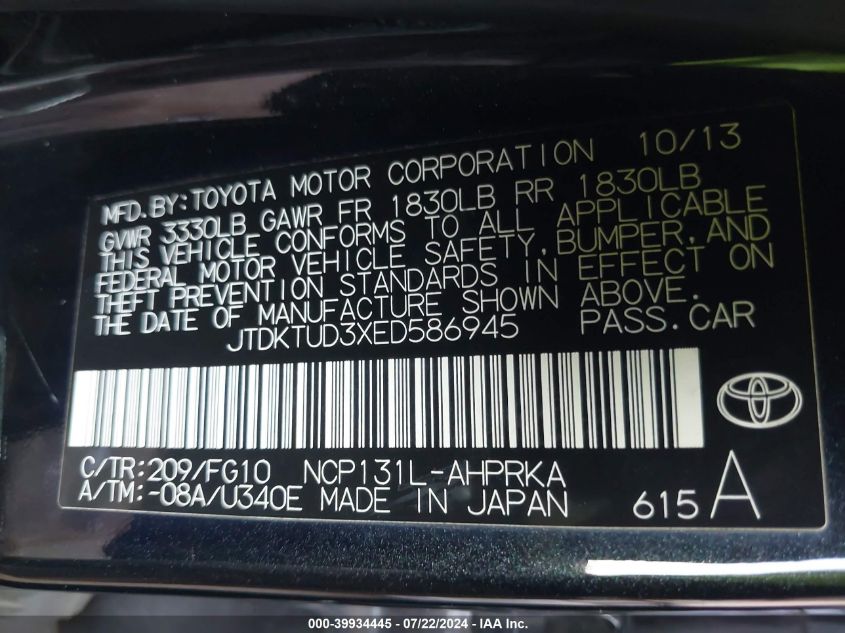 MFD.BY:TOYOTA MOTOR CORPORATION 10/13
GVWR 3330LB GAWR FR 1830LB RR 1830LB
THIS VEHICLE CONFORMS TO ALL APPLICABLE
FEDERAL MOTOR VEHICLE SAFETY,BUMPER,AND
THEFT PREVENTION STANDARDS IN EFFECT ON
THE DATE OF MANUFACTURE SHOWN ABOVE.
JTDKTUD3XED586945 PASS.CAR
C/TR:209/FG10 NCP131L-AHPRKA
A/TM:-08A/U340E MADE IN JAPAN 615A
000-39934445 - 07/22/2024 - IAA Inc.